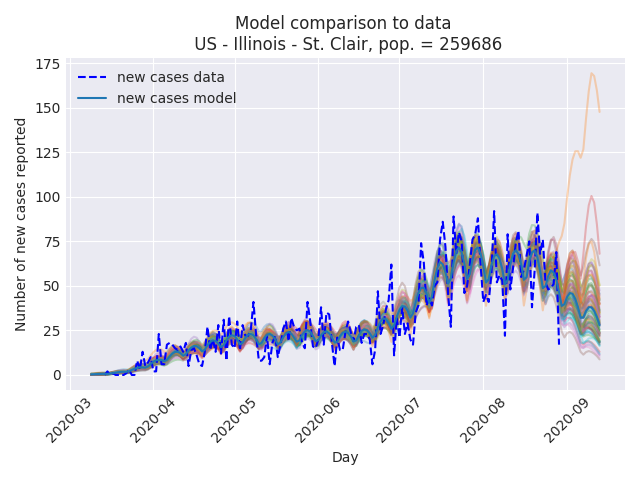 Model comparison to data
US - Illinois - St. Clair, pop. = 259686
new cases data
new cases model
Number of new cases reported
175
150
125
100
75
50
25
0
2020-03
2020-04
2020-05
2020-06
2020-07
2020-08
2020-09
Day